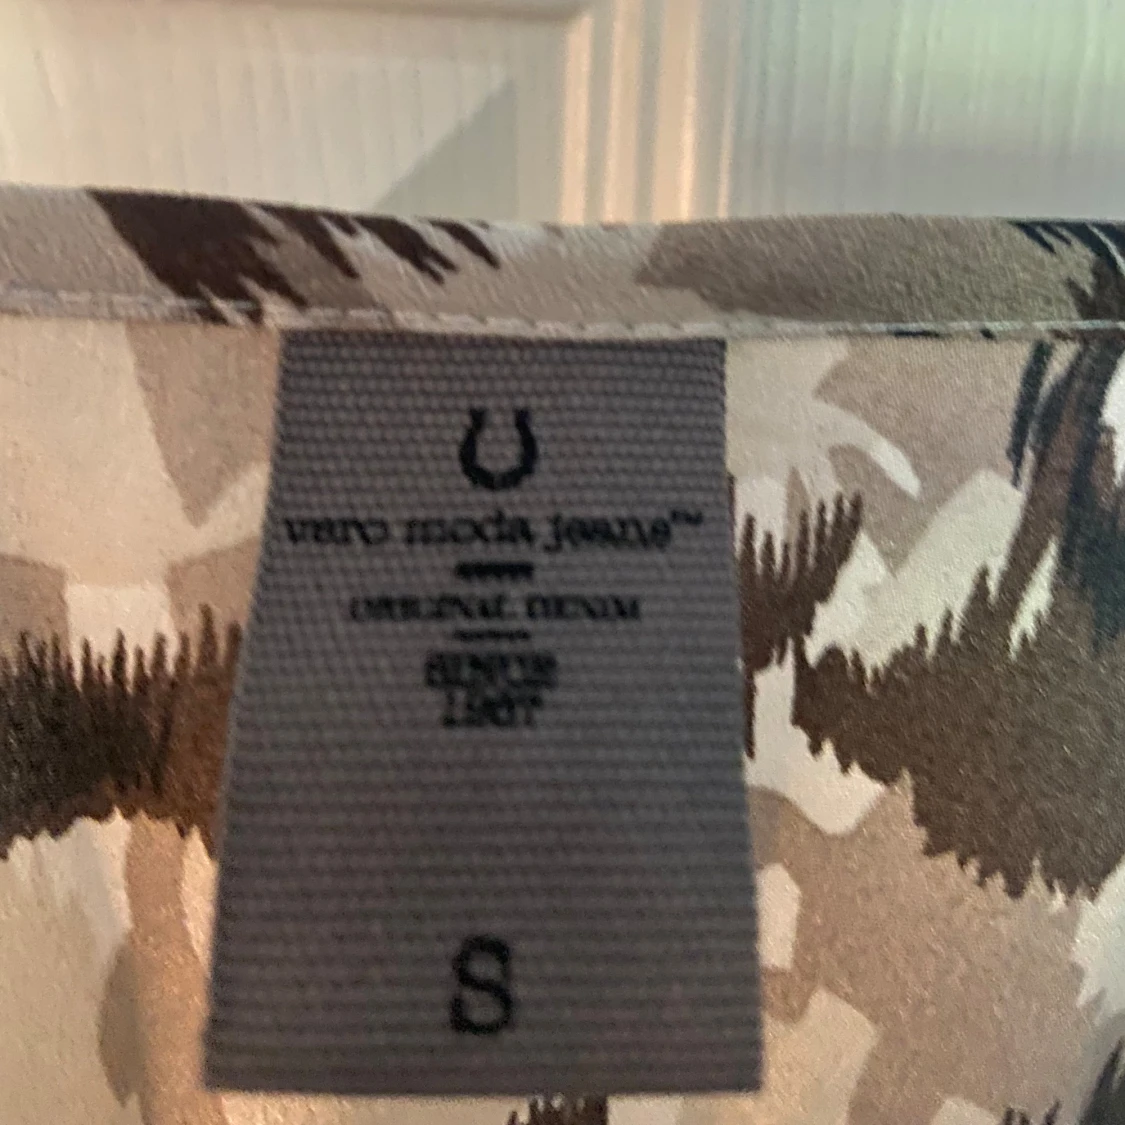 vero moda jeans™
ORIGINAL DENIM
SINCE
1987
S